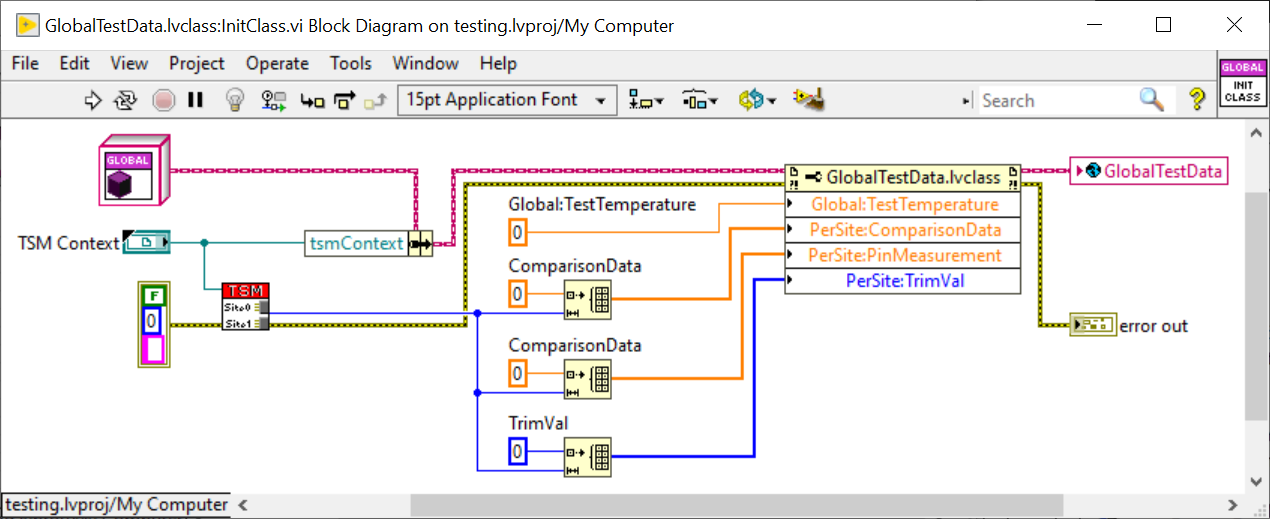 GlobalTestData.lvclass:InitClass.vi Block Diagram on testing.lvproj/My Computer
File Edit View Project Operate Tools Window Help
15pt Application Font
Search
?
GLOBAL
INIT
CLASS
GLOBAL
GlobalTestData.lvclass
GlobalTestData
Global:TestTemperature
0
Global:TestTemperature
PerSite:ComparisonData
PerSite:PinMeasurement
PerSite:TrimVal
TSM Context
tsmContext
ComparisonData
0
TSM
Site0
Site1
F
0
error out
ComparisonData
0
TrimVal
0
testing.lvproj/My Computer